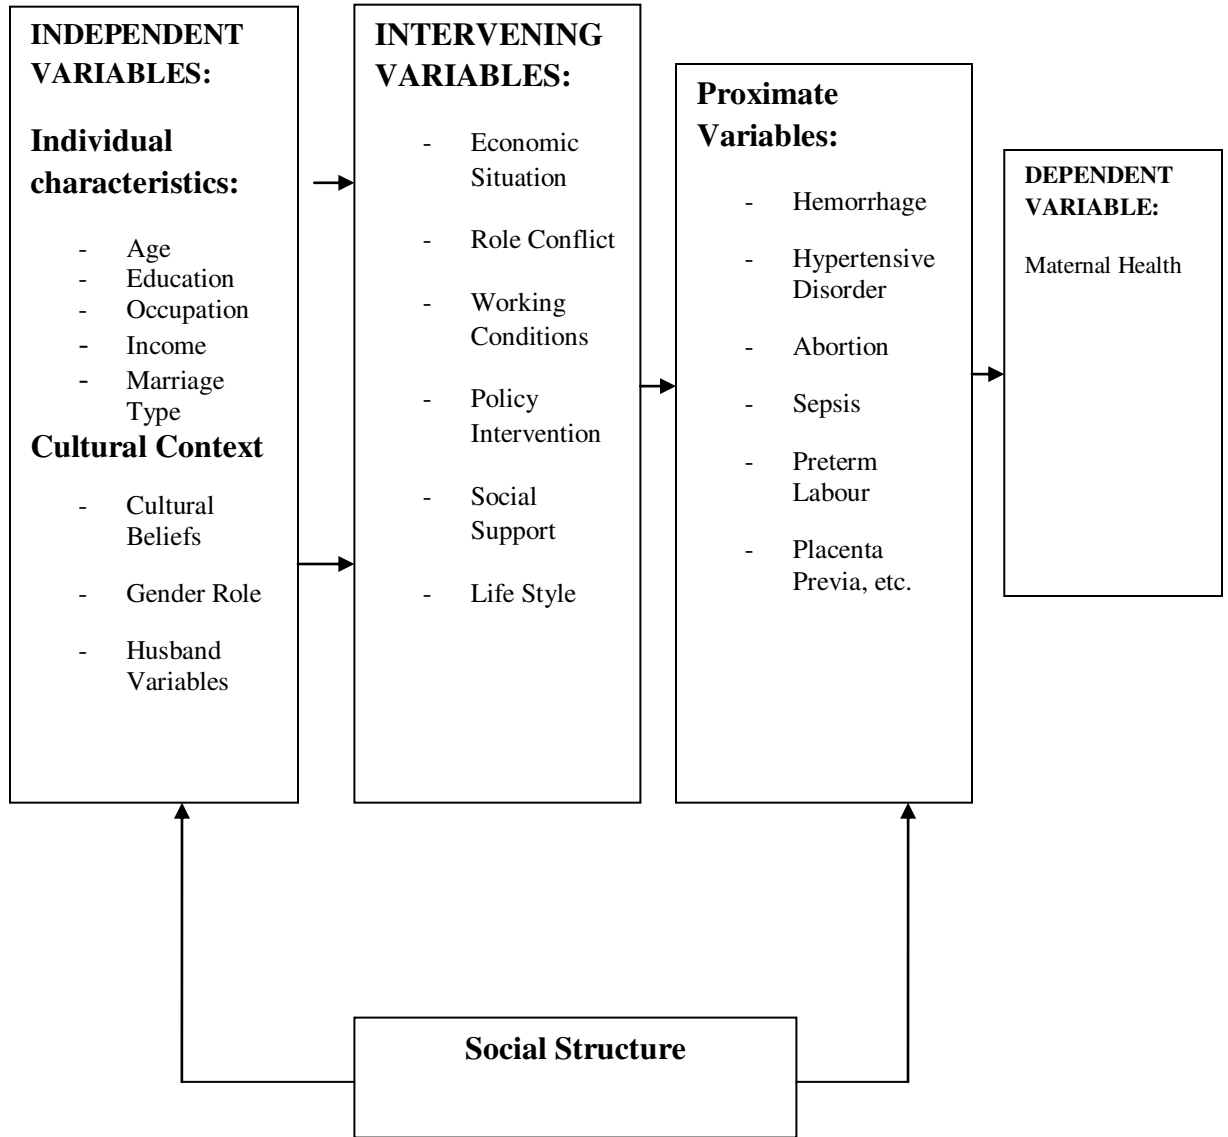 INDEPENDENT
VARIABLES:
Individual
characteristics:
- Age
- Education
- Occupation
- Income
- Marriage
Type
Cultural Context
- Cultural
Beliefs
- Gender Role
- Husband
Variables
INTERVENING
VARIABLES:
- Economic
Situation
- Role Conflict
- Working
Conditions
- Policy
Intervention
- Social
Support
- Life Style
Proximate
Variables:
- Hemorrhage
- Hypertensive
Disorder
- Abortion
- Sepsis
- Preterm
Labour
- Placenta
Previa, etc.
DEPENDENT
VARIABLE:
Maternal Health
Social Structure